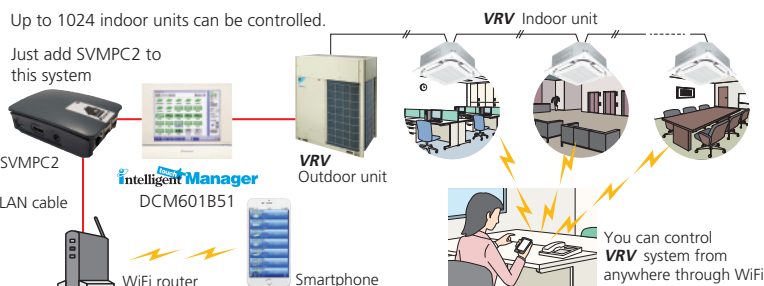 Up to 1024 indoor units can be controlled.
VRV Indoor unit
Just add SVMPC2 to
this system
SVMPC2
intelligent touch Manager
DCM601B51
VRV
Outdoor unit
LAN cable
WiFi router
Smartphone
You can control
VRV system from
anywhere through WiFi